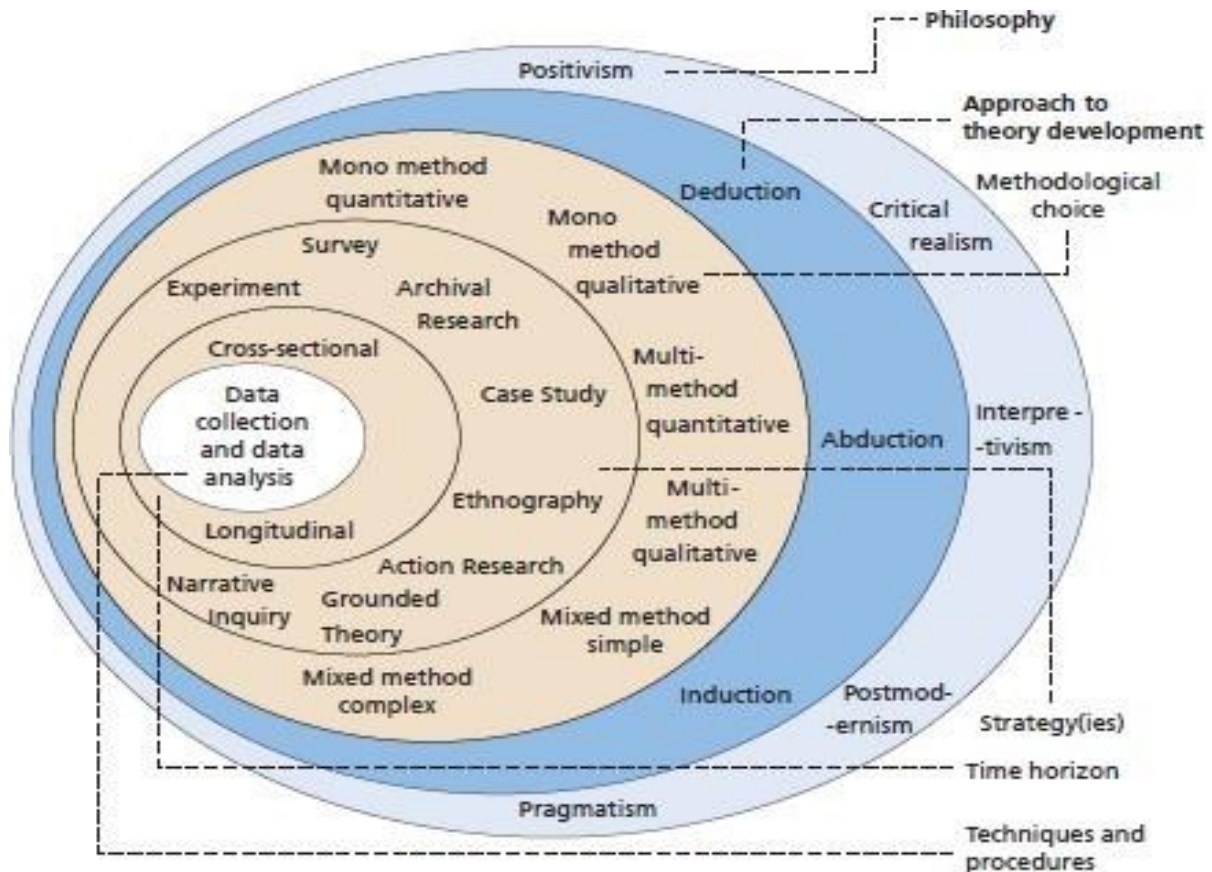 Philosophy
Positivism
Approach to
theory development
Mono method
quantitative
Deduction
Methodological
choice
Critical
realism
Mono
method
qualitative
Survey
Experiment
Archival
Research
Cross-sectional
Multi-
method
quantitative
Data
collection
and data
analysis
Case Study
Abduction
Interpre -
-tivism
Ethnography
Multi-
method
qualitative
Longitudinal
Action Research
Narrative
Inquiry
Grounded
Theory
Mixed method
simple
Mixed method
complex
Induction
Postmod-
-ernism
Strategy(ies)
Time horizon
Pragmatism
Techniques and
procedures